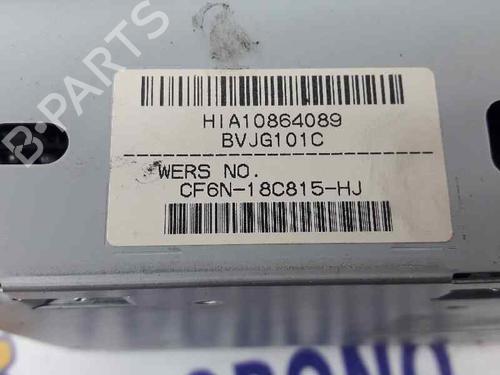 B-PARTS
HIA10864089
BVJG101C
WERS NO.
CF6N-18C815-HJ